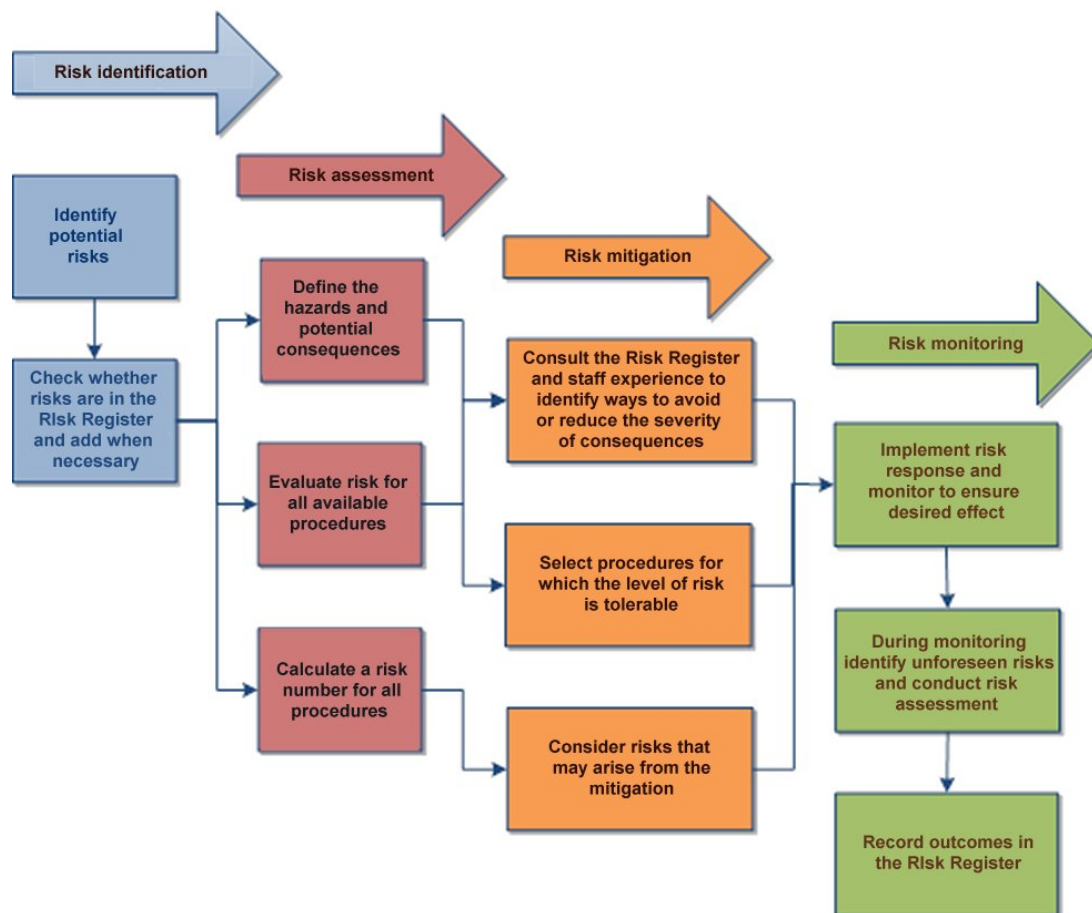 Risk identification
Identify
potential
risks
Check whether
risks are in the
RIsk Register
and add when
necessary
Risk assessment
Define the
hazards and
potential
consequences
Evaluate risk for
all available
procedures
Calculate a risk
number for all
procedures
Risk mitigation
Consult the Risk Register
and staff experience to
identify ways to avoid
or reduce the severity
of consequences
Select procedures for
which the level of risk
is tolerable
Consider risks that
may arise from the
mitigation
Risk monitoring
Implement risk
response and
monitor to ensure
desired effect
During monitoring
identify unforeseen risks
and conduct risk
assessment
Record outcomes in
the RIsk Register